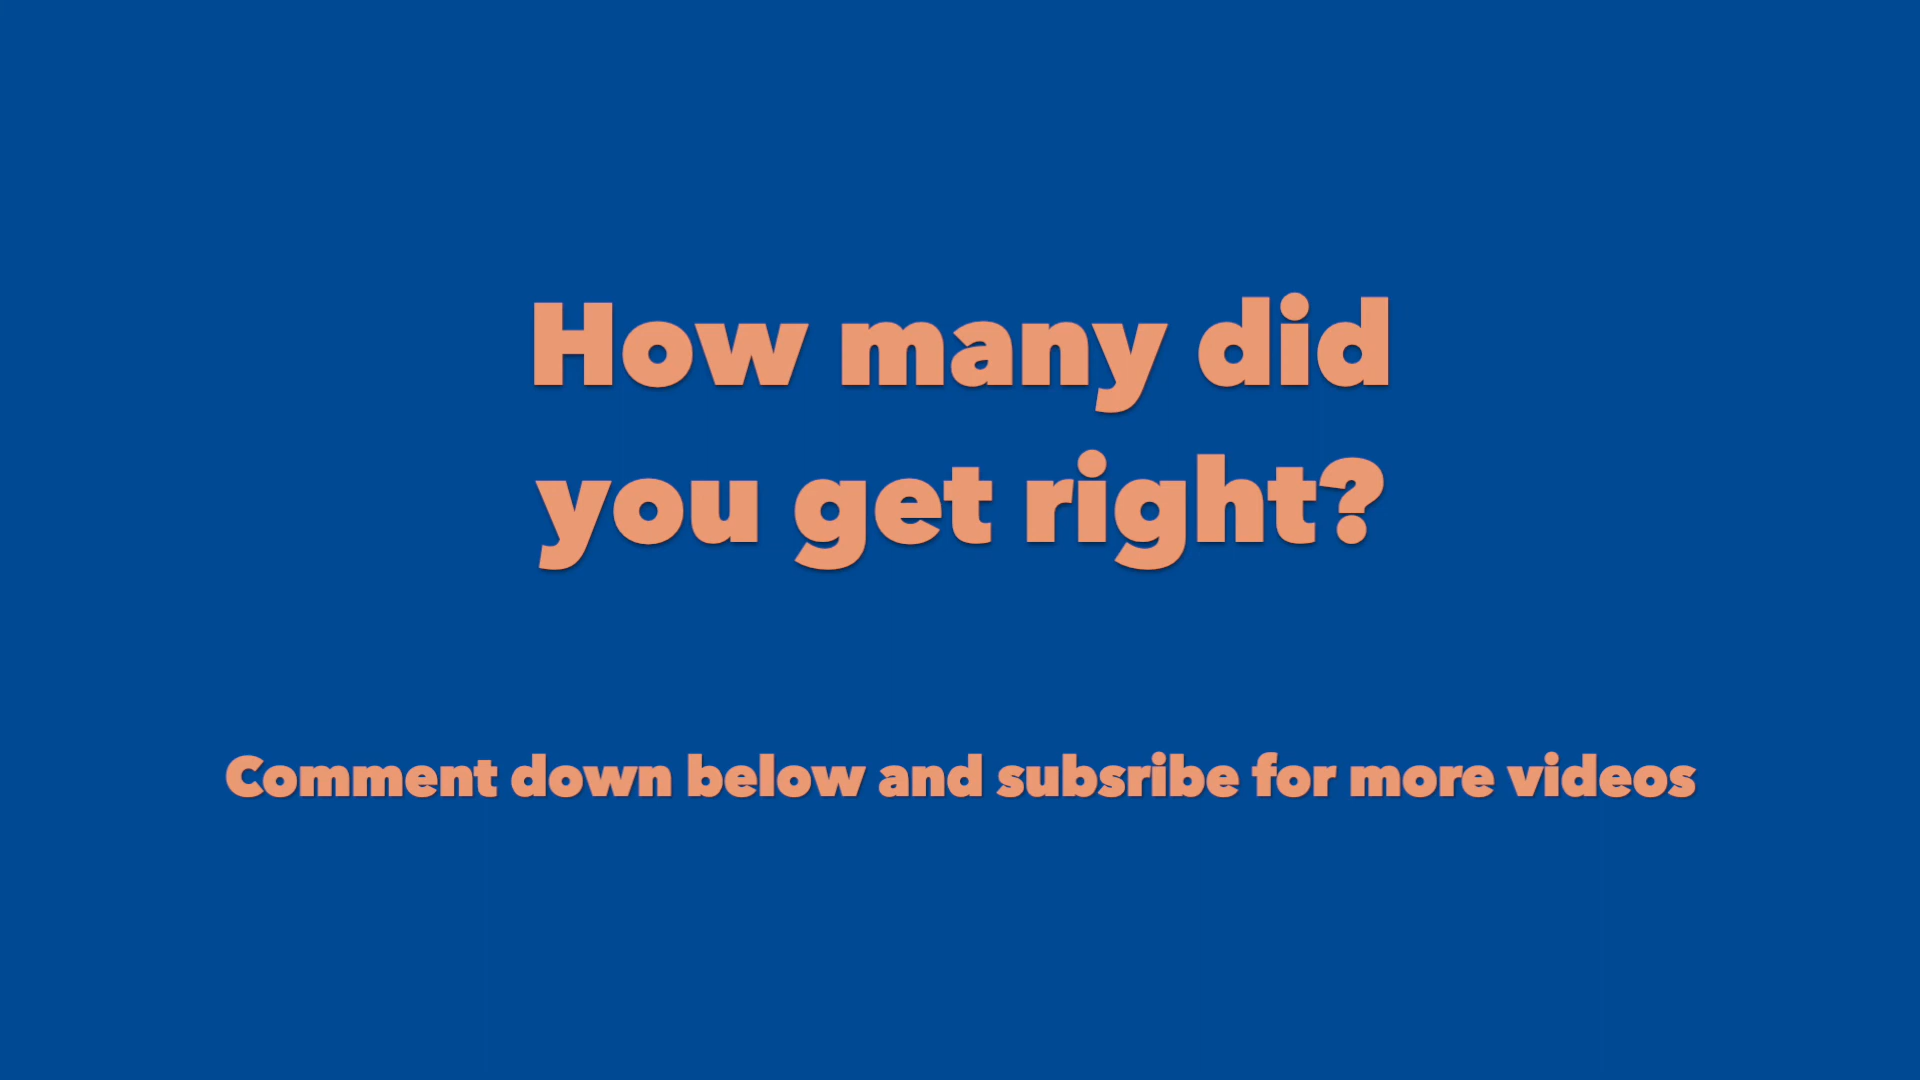 How many did
you get right?
Comment down below and subsribe for more videos